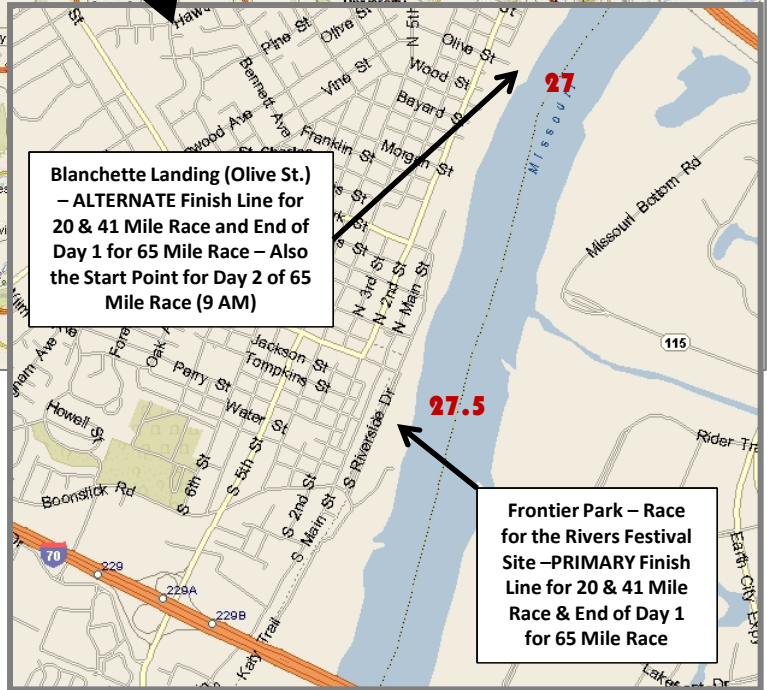 Pine St
Olive St
N 5th
Olive St
Wood St
Bayard St
Vine St
Bennett Ave
Franklin St
Morgan St
27
Missouri
Missouri Bottom Rd
Blanchette Landing (Olive St.)
– ALTERNATE Finish Line for
20 & 41 Mile Race and End of
Day 1 for 65 Mile Race – Also
the Start Point for Day 2 of 65
Mile Race (9 AM)
N 3rd St
N 2nd St
N Main St
115
Jackson St
Tompkins St
Perry St
Water St
Howell St
Boonslick Rd
S 6th St
S 5th St
S 2nd St
S Main St
S Riverside Dr
27.5
Rider Tra
Frontier Park – Race
for the Rivers Festival
Site –PRIMARY Finish
Line for 20 & 41 Mile
Race & End of Day 1
for 65 Mile Race
Earth City Expy
70
229
229A
229B
Katy Trail